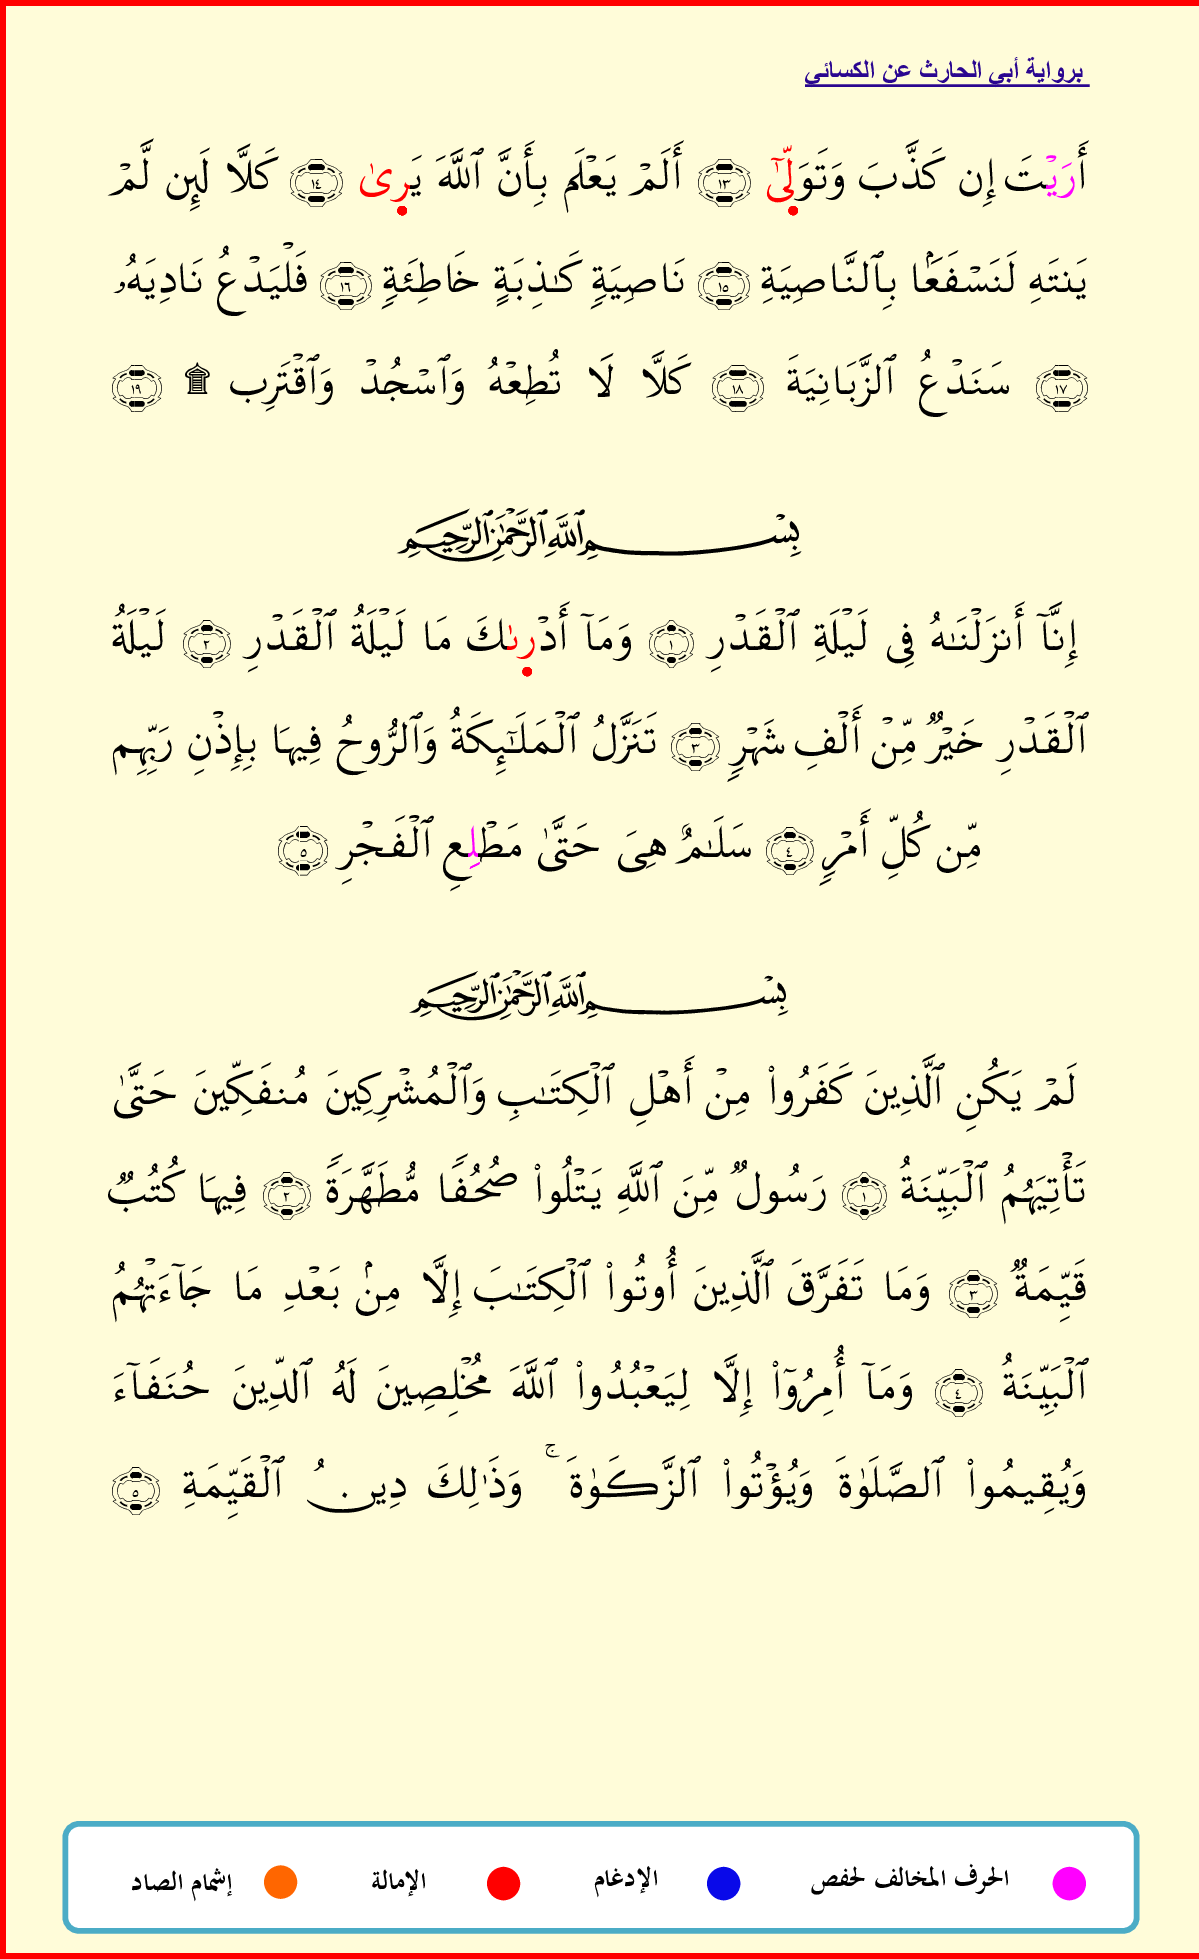 برواية أبي الحارث عن الكسائي
أَرَيۡتَ إِن كَذَّبَ وَتَوَلِّىٰٓ ١٣ أَلَمۡ يَعۡلَم بِأَنَّ ٱللَّهَ يَرِىٰ ١٤ كَلَّا لَئِن لَّمۡ
يَنتَهِ لَنَسۡفَعَۢا بِٱلنَّاصِيَةِ ١٥ نَاصِيَةٖ كَٰذِبَةٍ خَاطِئَةٖ ١٦ فَلۡيَدۡعُ نَادِيَهُۥ
١٧ سَنَدۡعُ ٱلزَّبَانِيَةَ ١٨ كَلَّا لَا تُطِعۡهُ وَٱسۡجُدۡ وَٱقۡتَرِب ۩ ١٩
بِسۡمِ ٱللَّهِ ٱلرَّحۡمَٰنِ ٱلرَّحِيمِ
إِنَّآ أَنزَلۡنَٰهُ فِي لَيۡلَةِ ٱلۡقَدۡرِ ١ وَمَآ أَدۡرِىٰكَ مَا لَيۡلَةُ ٱلۡقَدۡرِ ٢ لَيۡلَةُ
ٱلۡقَدۡرِ خَيۡرٞ مِّنۡ أَلۡفِ شَهۡرٖ ٣ تَنَزَّلُ ٱلۡمَلَٰٓئِكَةُ وَٱلرُّوحُ فِيهَا بِإِذۡنِ رَبِّهِم
مِّن كُلِّ أَمۡرٖ ٤ سَلَٰمٌ هِيَ حَتَّىٰ مَطۡلِعِ ٱلۡفَجۡرِ ٥
بِسۡمِ ٱللَّهِ ٱلرَّحۡمَٰنِ ٱلرَّحِيمِ
لَمۡ يَكُنِ ٱلَّذِينَ كَفَرُواْ مِنۡ أَهۡلِ ٱلۡكِتَٰبِ وَٱلۡمُشۡرِكِينَ مُنفَكِّينَ حَتَّىٰ
تَأۡتِيَهُمُ ٱلۡبَيِّنَةُ ١ رَسُولٞ مِّنَ ٱللَّهِ يَتۡلُواْ صُحُفٗا مُّطَهَّرَةٗ ٢ فِيهَا كُتُبٞ
قَيِّمَةٞ ٣ وَمَا تَفَرَّقَ ٱلَّذِينَ أُوتُواْ ٱلۡكِتَٰبَ إِلَّا مِنۢ بَعۡدِ مَا جَآءَتۡهُمُ
ٱلۡبَيِّنَةُ ٤ وَمَآ أُمِرُوٓاْ إِلَّا لِيَعۡبُدُواْ ٱللَّهَ مُخۡلِصِينَ لَهُ ٱلدِّينَ حُنَفَآءَ
وَيُقِيمُواْ ٱلصَّلَوٰةَ وَيُؤۡتُواْ ٱلزَّكَوٰةَۚ وَذَٰلِكَ دِينُ ٱلۡقَيِّمَةِ ٥
الحرف المخالف لحفص الإدغام الإمالة إشمام الصاد